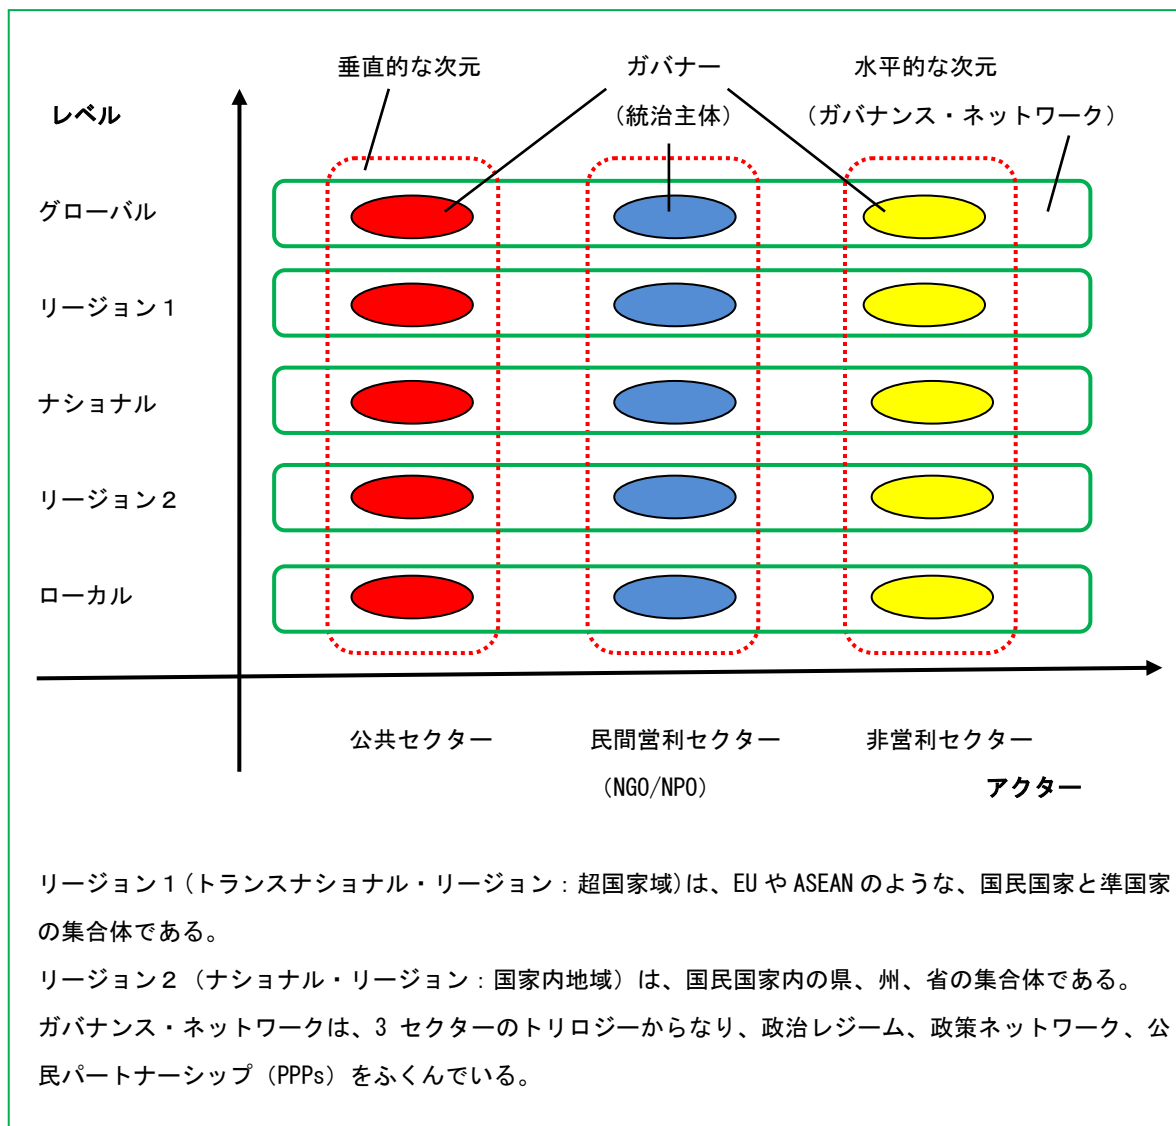 垂直的な次元
ガバナー
水平的な次元
レベル
(統治主体)
(ガバナンス・ネットワーク)
グローバル
リージョン1
ナショナル
リージョン2
ローカル
公共セクター
民間営利セクター
非営利セクター
(NGO/NPO)
アクター
リージョン1(トランスナショナル・リージョン:超国家域)は、EUやASEANのような、国民国家と準国家
の集合体である。
リージョン2 (ナショナル・リージョン:国家内地域) は、国民国家内の県、州、省の集合体である。
ガバナンス・ネットワークは、3 セクターのトリロジーからなり、政治レジーム、政策ネットワーク、公
民パートナーシップ (PPPs) をふくんでいる。